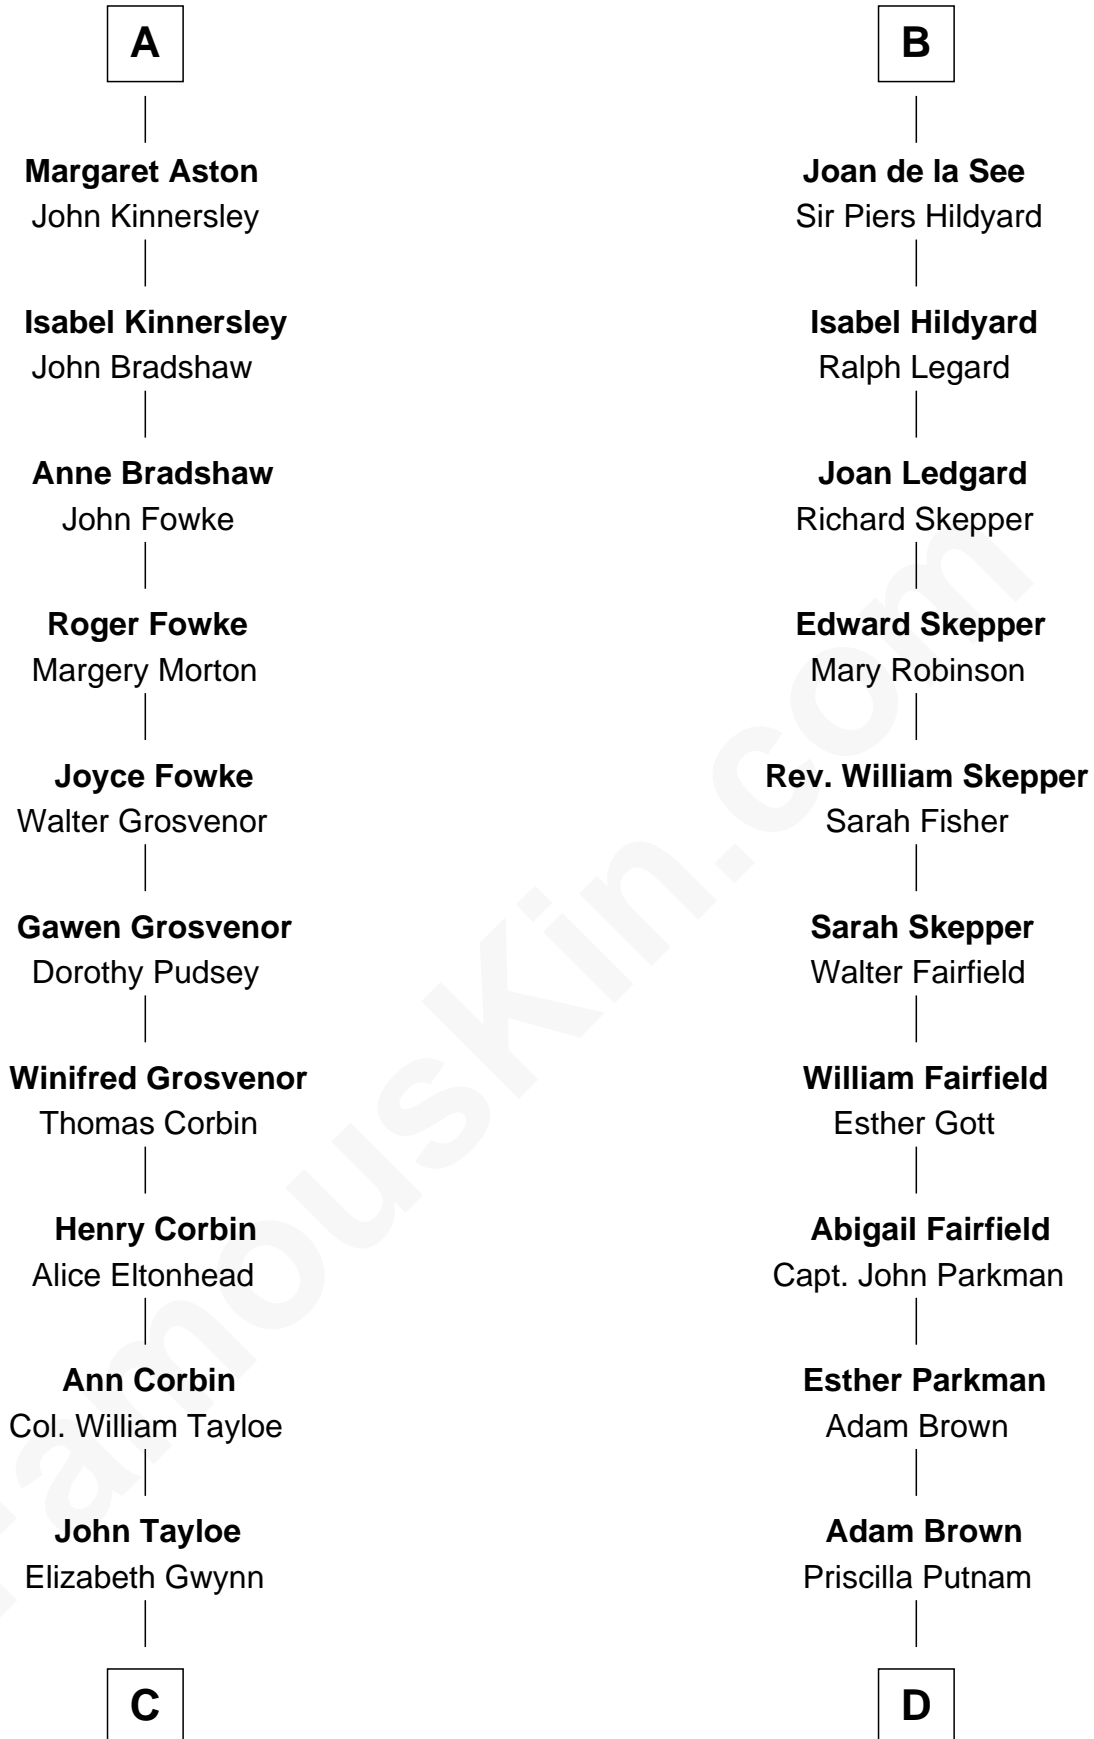 A
Margaret Aston
John Kinnersley
Isabel Kinnersley
John Bradshaw
Anne Bradshaw
John Fowke
Roger Fowke
Margery Morton
Joyce Fowke
Walter Grosvenor
Gawen Grosvenor
Dorothy Pudsey
Winifred Grosvenor
Thomas Corbin
Henry Corbin
Alice Eltonhead
Ann Corbin
Col. William Tayloe
John Tayloe
Elizabeth Gwynn
C
B
Joan de la See
Sir Piers Hildyard
Isabel Hildyard
Ralph Legard
Joan Ledgard
Richard Skepper
Edward Skepper
Mary Robinson
Rev. William Skepper
Sarah Fisher
Sarah Skepper
Walter Fairfield
William Fairfield
Esther Gott
Abigail Fairfield
Capt. John Parkman
Esther Parkman
Adam Brown
Adam Brown
Priscilla Putnam
D
FamousKin.com